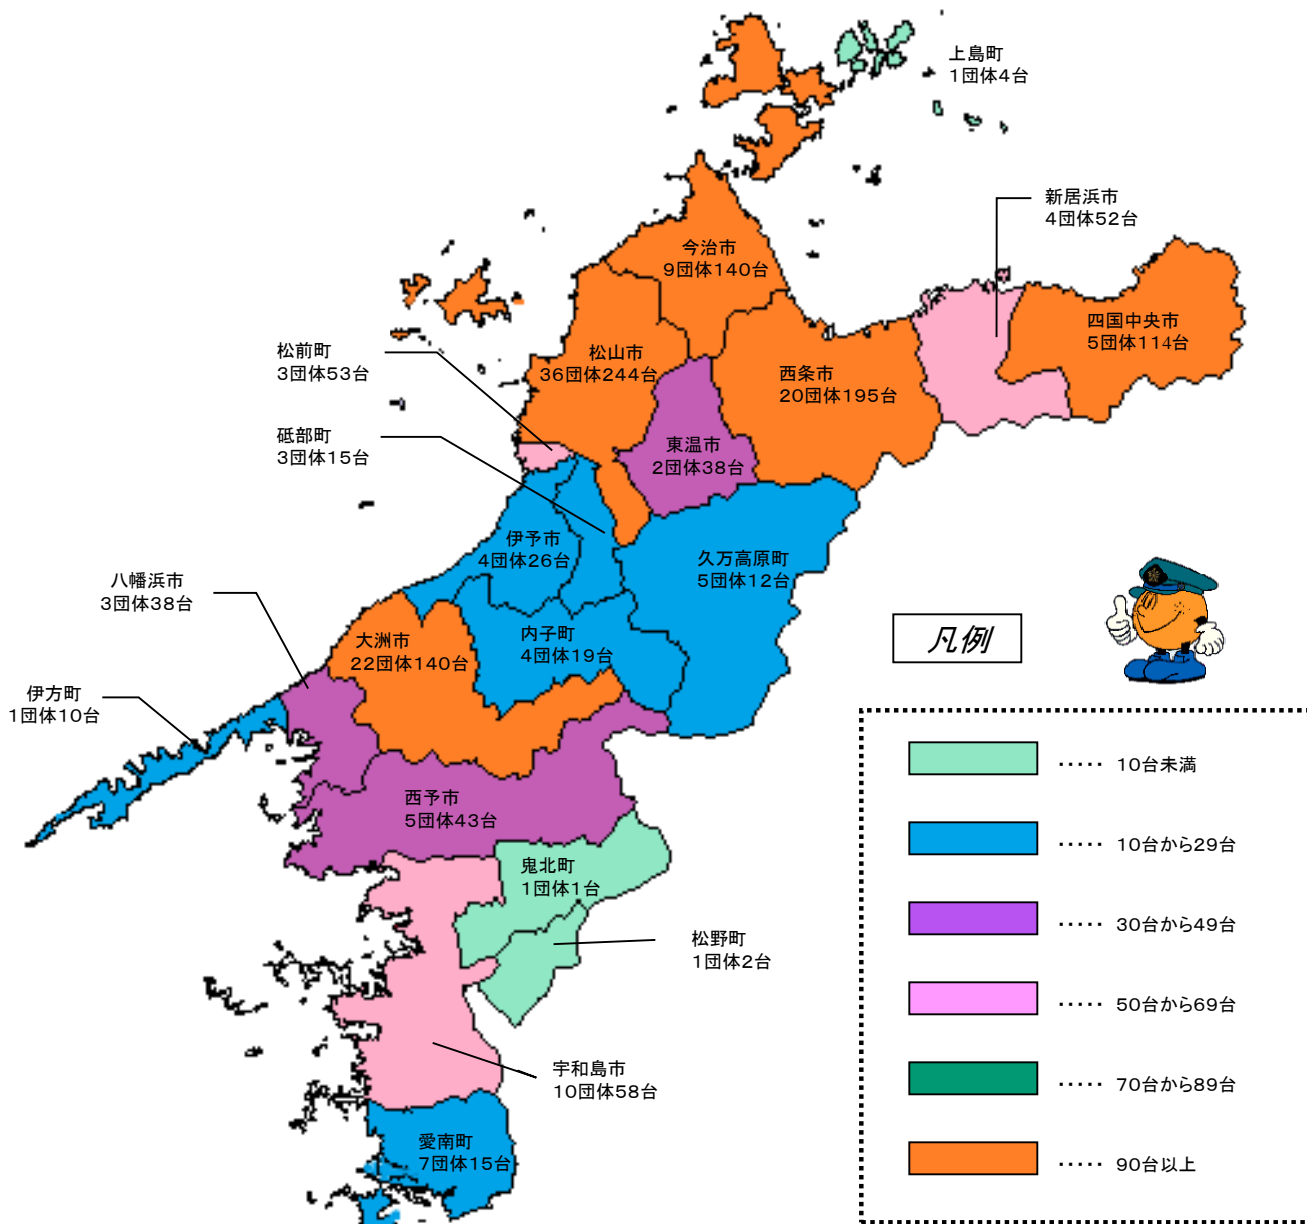 上島町
1団体4台
新居浜市
4団体52台
今治市
9団体140台
四国中央市
5団体114台
松前町
3団体53台
松山市
36団体244台
西条市
20団体195台
砥部町
3団体15台
東温市
2団体38台
伊予市
4団体26台
久万高原町
5団体12台
八幡浜市
3団体38台
大洲市
22団体140台
内子町
4団体19台
伊方町
1団体10台
西予市
5団体43台
鬼北町
1団体1台
松野町
1団体2台
宇和島市
10団体58台
愛南町
7団体15台
凡例
‥‥‥ 10台未満
‥‥‥ 10台から29台
‥‥‥ 30台から49台
‥‥‥ 50台から69台
‥‥‥ 70台から89台
‥‥‥ 90台以上